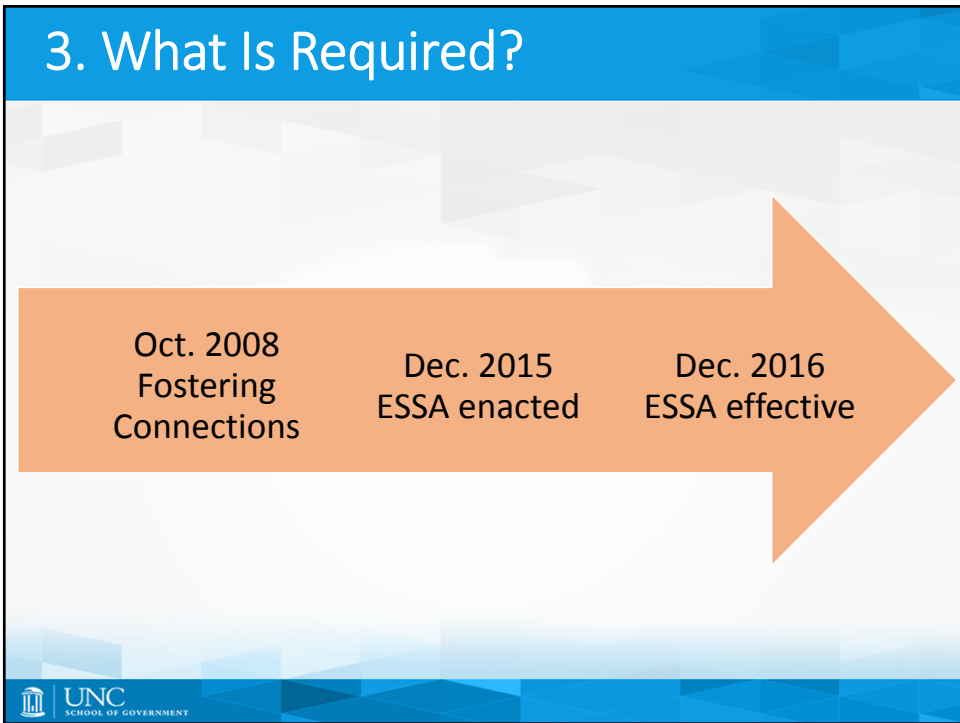 3. What Is Required?
Oct. 2008
Fostering
Connections
Dec. 2015
ESSA enacted
Dec. 2016
ESSA effective
UNC
SCHOOL OF GOVERNMENT